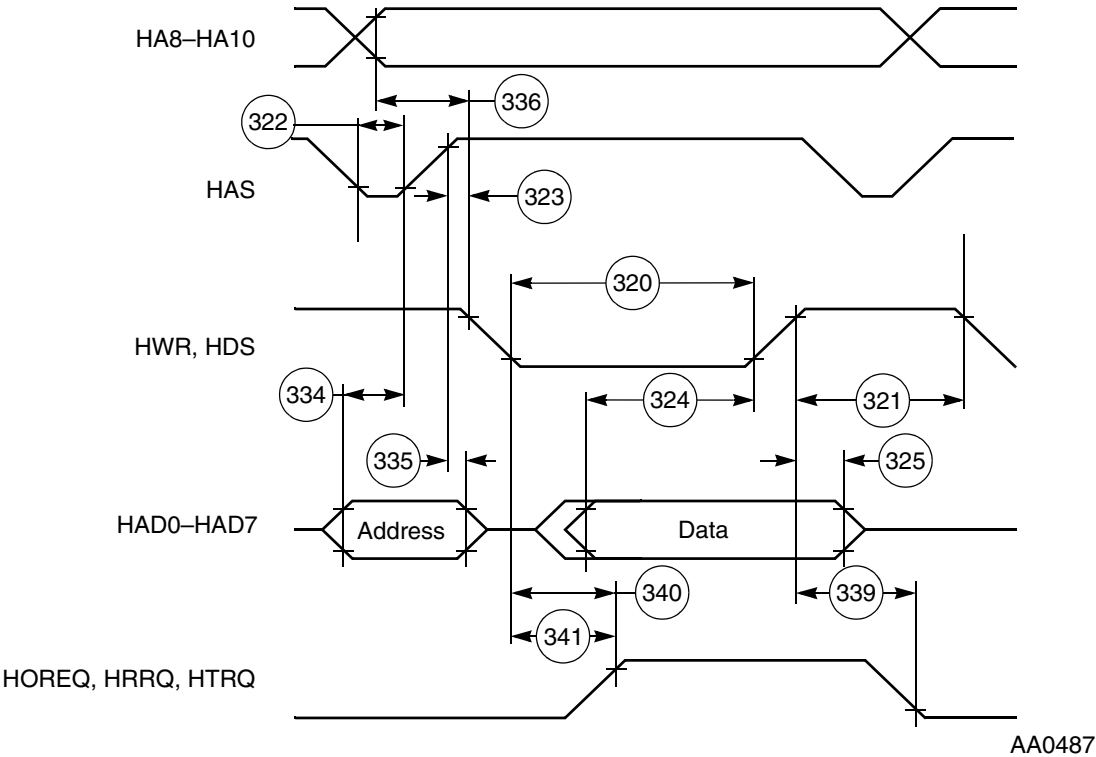 HA8–HA10
336
322
HAS
323
320
HWR, HDS
334
324
321
335
325
HAD0–HAD7
Address
Data
340
339
341
HOREQ, HRRQ, HTRQ
AA0487